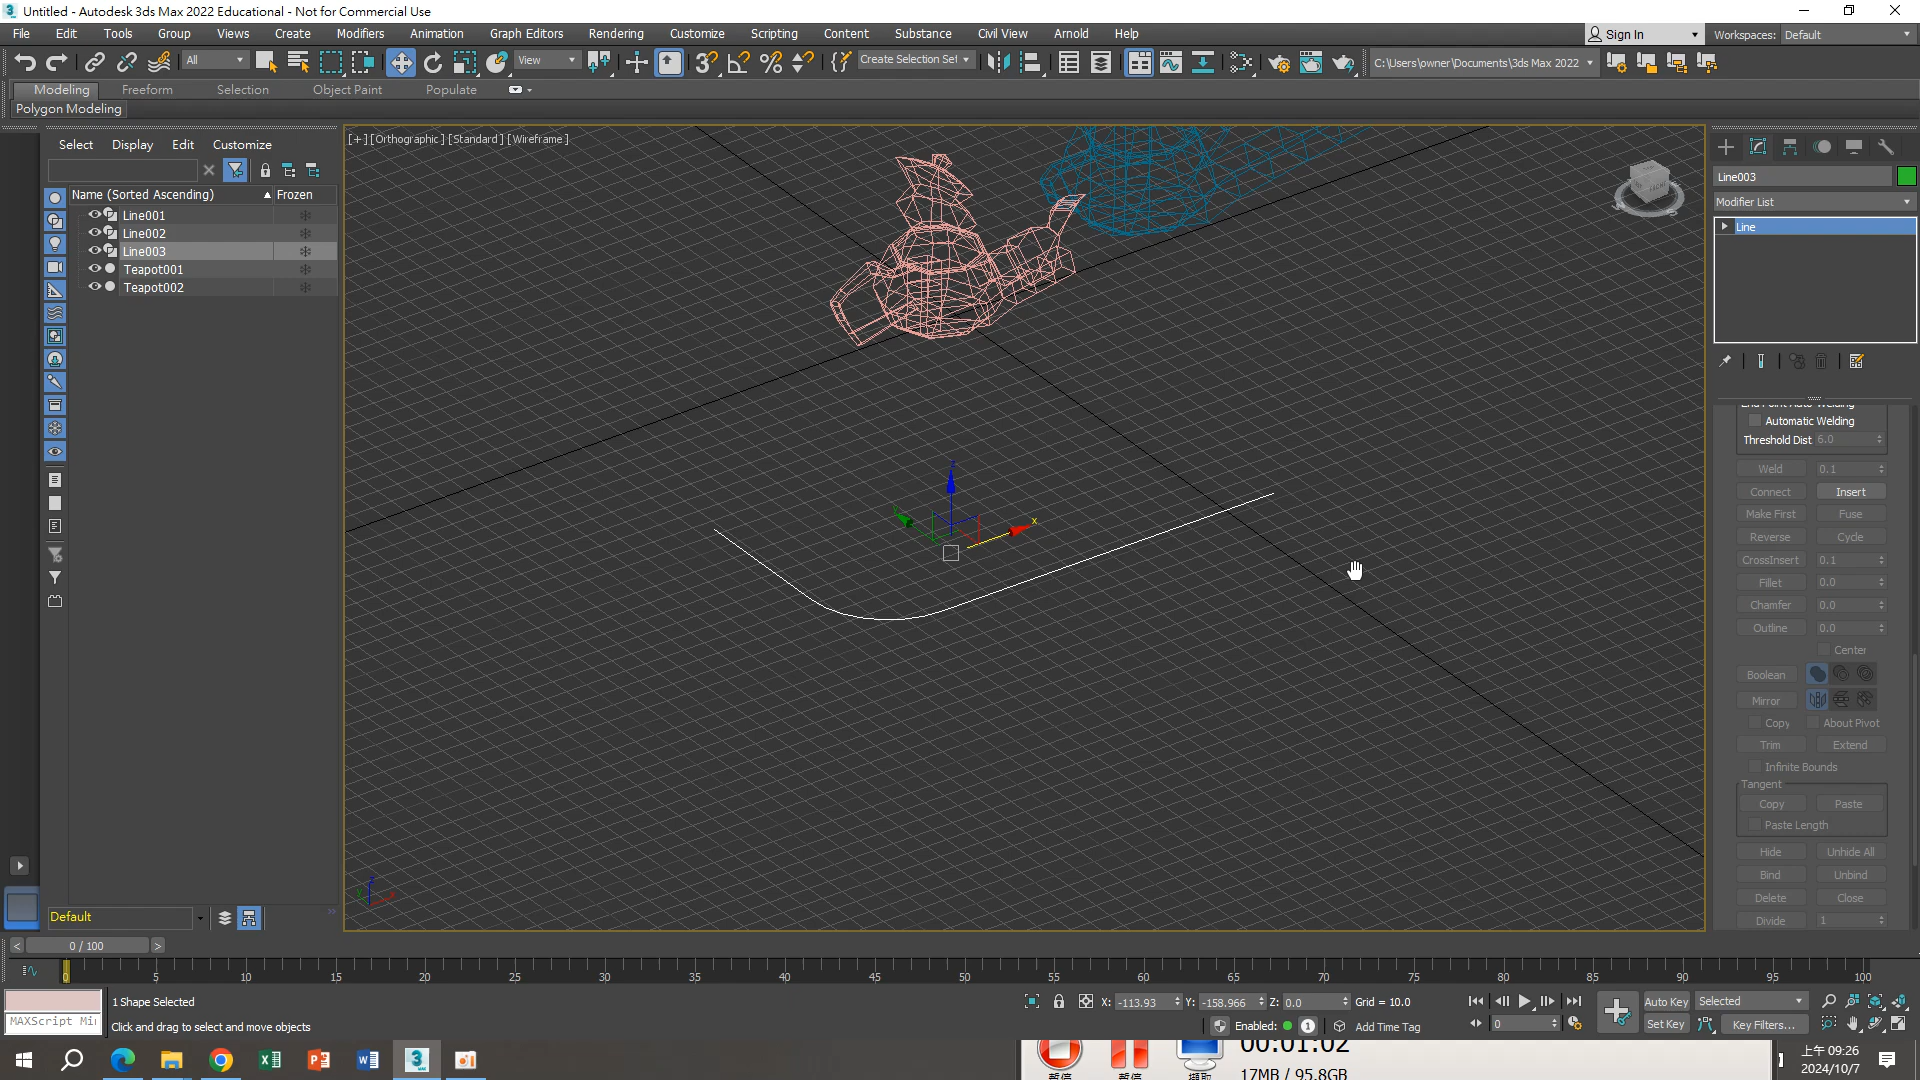 Untitled - Autodesk 3ds Max 2022 Educational - Not for Commercial Use
File Edit Tools Group Views Create Modifiers Animation Graph Editors Rendering Customize Scripting Content Civil View Substance Arnold Help
Sign In Workspaces: Default
All View Create Selection Set C:\Users\owner\Documents\3ds Max 2022
Modeling Freeform Selection Object Paint Populate
Polygon Modeling
Select Display Edit Customize
[+] [Orthographic] [Standard] [Wireframe]
Name (Sorted Ascending) Frozen
Line001
Line002
Line003
Teapot001
Teapot002
Line003
Modifier List
Line
Automatic Welding
Threshold Dist 6.0
Weld 0.1
Connect Insert
Make First Fuse
Reverse Cycle
CrossInsert 0.1
Fillet 0.0
Chamfer 0.0
Outline 0.0
Center
Boolean
Mirror
Copy About Pivot
Trim Extend
Infinite Bounds
Tangent
Copy Paste
Paste Length
Hide Unhide All
Bind Unbind
Delete Close
Divide 1
z
y
x
Default
< 0 / 100 >
0 5 10 15 20 25 30 35 40 45 50 55 60 65 70 75 80 85 90 95 100
1 Shape Selected
X: -113.93 Y: -158.966 Z: 0.0 Grid = 10.0
Auto Key Selected
MAXScript Mi
Click and drag to select and move objects
Enabled: 1 Add Time Tag
0 Set Key Key Filters...
00:01:02
17MB / 95.8GB
上午 09:26
2024/10/7